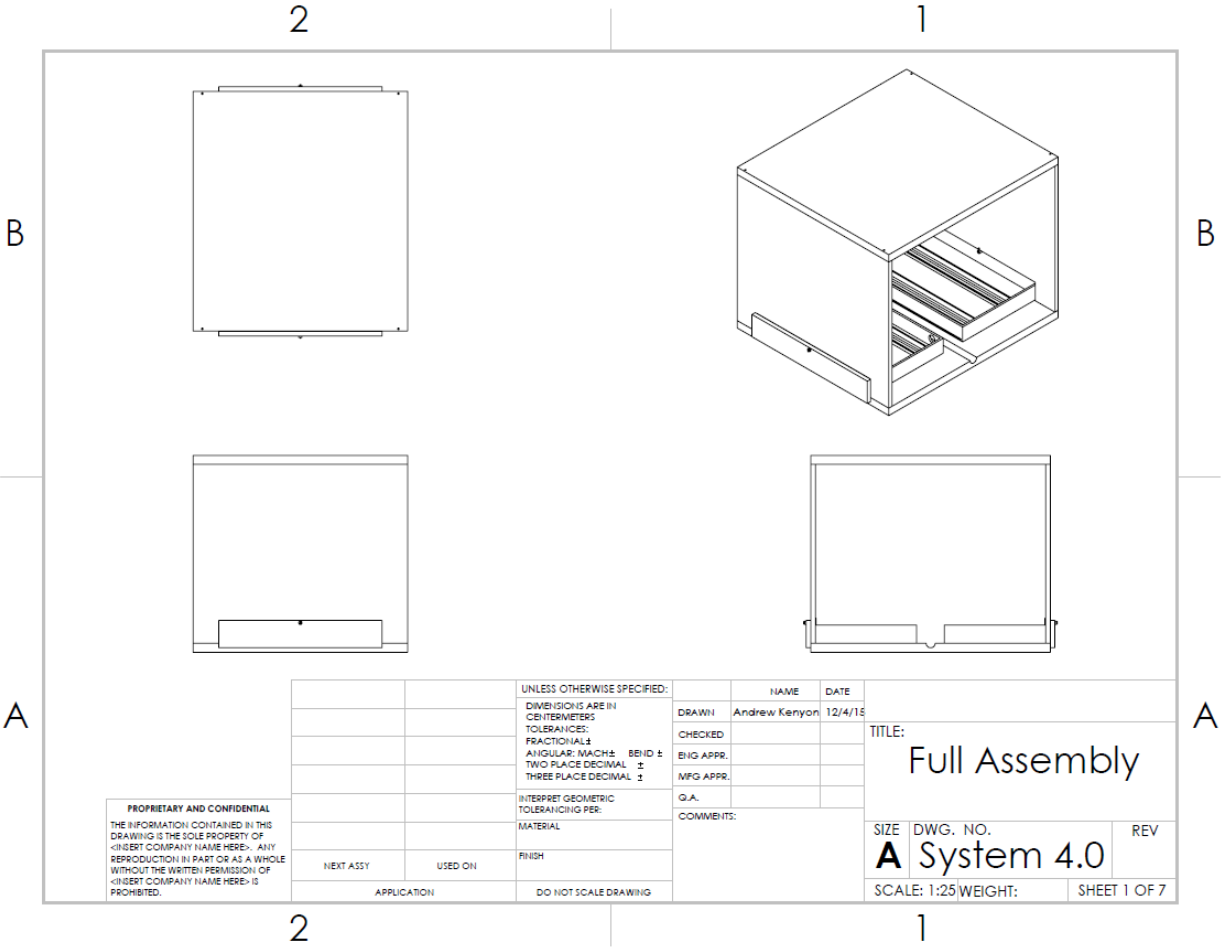 2
1
B
B
A
A
UNLESS OTHERWISE SPECIFIED:
DIMENSIONS ARE IN
CENTERMETERS
TOLERANCES:
FRACTIONAL±
ANGULAR: MACH± BEND ±
TWO PLACE DECIMAL ±
THREE PLACE DECIMAL ±
INTERPRET GEOMETRIC
TOLERANCING PER:
MATERIAL
FINISH
DO NOT SCALE DRAWING
NAME
DATE
DRAWN
Andrew Kenyon
12/4/15
CHECKED
ENG APPR.
MFG APPR.
Q.A.
COMMENTS:
TITLE:
Full Assembly
SIZE
A
DWG. NO.
System 4.0
REV
SCALE: 1:25
WEIGHT:
SHEET 1 OF 7
PROPRIETARY AND CONFIDENTIAL
THE INFORMATION CONTAINED IN THIS
DRAWING IS THE SOLE PROPERTY OF
<INSERT COMPANY NAME HERE>. ANY
REPRODUCTION IN PART OR AS A WHOLE
WITHOUT THE WRITTEN PERMISSION OF
<INSERT COMPANY NAME HERE> IS
PROHIBITED.
NEXT ASSY
USED ON
APPLICATION
2
1